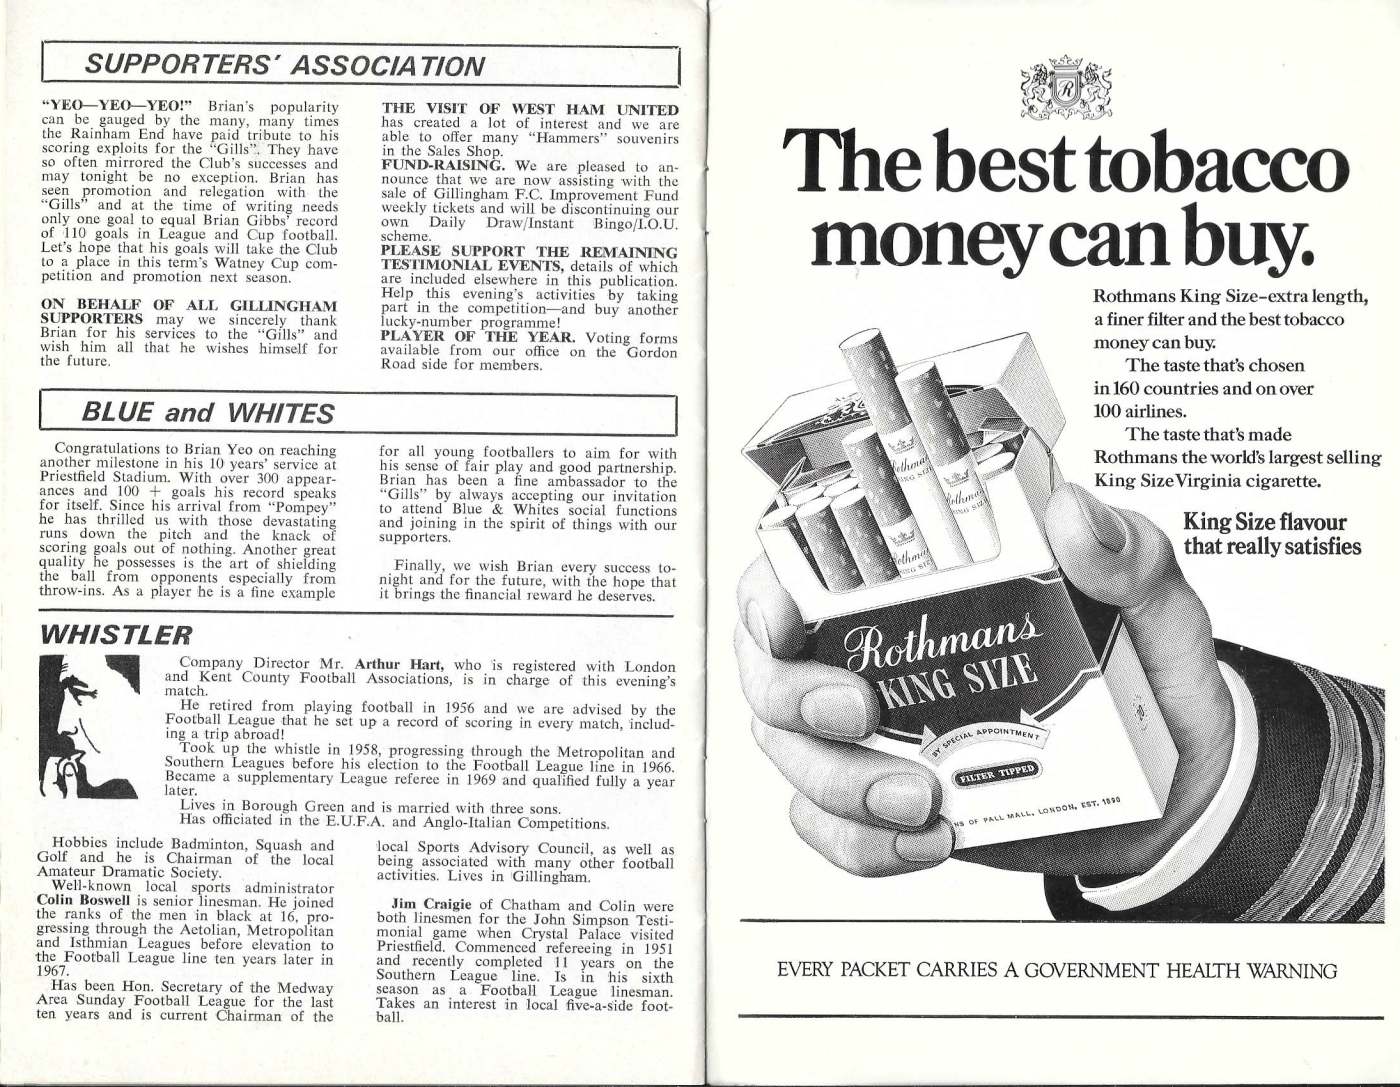 SUPPORTERS' ASSOCIATION
"YEO—YEO—YEO!" Brian's popularity
can be gauged by the many, many times
the Rainham End have paid tribute to his
scoring exploits for the "Gills". They have
so often mirrored the Club's successes and
may tonight be no exception. Brian has
seen promotion and relegation with the
"Gills" and at the time of writing needs
only one goal to equal Brian Gibbs' record
of 110 goals in League and Cup football.
Let's hope that his goals will take the Club
to a place in this term's Watney Cup com-
petition and promotion next season.
ON BEHALF OF ALL GILLINGHAM
SUPPORTERS may we sincerely thank
Brian for his services to the "Gills" and
wish him all that he wishes himself for
the future.
THE VISIT OF WEST HAM UNITED
has created a lot of interest and we are
able to offer many "Hammers" souvenirs
in the Sales Shop.
FUND-RAISING. We are pleased to an-
nounce that we are now assisting with the
sale of Gillingham F.C. Improvement Fund
weekly tickets and will be discontinuing our
own Daily Draw/Instant Bingo/I.O.U.
scheme.
PLEASE SUPPORT THE REMAINING
TESTIMONIAL EVENTS, details of which
are included elsewhere in this publication.
Help this evening's activities by taking
part in the competition—and buy another
lucky-number programme!
PLAYER OF THE YEAR. Voting forms
available from our office on the Gordon
Road side for members.
BLUE and WHITES
Congratulations to Brian Yeo on reaching
another milestone in his 10 years' service at
Priestfield Stadium. With over 300 appear-
ances and 100 + goals his record speaks
for itself. Since his arrival from "Pompey"
he has thrilled us with those devastating
runs down the pitch and the knack of
scoring goals out of nothing. Another great
quality he possesses is the art of shielding
the ball from opponents especially from
throw-ins. As a player he is a fine example
for all young footballers to aim for with
his sense of fair play and good partnership.
Brian has been a fine ambassador to the
"Gills" by always accepting our invitation
to attend Blue & Whites social functions
and joining in the spirit of things with our
supporters.
Finally, we wish Brian every success to-
night and for the future, with the hope that
it brings the financial reward he deserves.
WHISTLER
Company Director Mr. Arthur Hart, who is registered with London
and Kent County Football Associations, is in charge of this evening's
match.
He retired from playing football in 1956 and we are advised by the
Football League that he set up a record of scoring in every match, includ-
ing a trip abroad!
Took up the whistle in 1958, progressing through the Metropolitan and
Southern Leagues before his election to the Football League line in 1966.
Became a supplementary League referee in 1969 and qualified fully a year
later.
Lives in Borough Green and is married with three sons.
Has officiated in the E.U.F.A. and Anglo-Italian Competitions.
Hobbies include Badminton, Squash and
Golf and he is Chairman of the local
Amateur Dramatic Society.
Well-known local sports administrator
Colin Boswell is senior linesman. He joined
the ranks of the men in black at 16, pro-
gressing through the Aetolian, Metropolitan
and Isthmian Leagues before elevation to
the Football League line ten years later in
1967.
Has been Hon. Secretary of the Medway
Area Sunday Football League for the last
ten years and is current Chairman of the
local Sports Advisory Council, as well as
being associated with many other football
activities. Lives in Gillingham.
Jim Craigie of Chatham and Colin were
both linesmen for the John Simpson Testi-
monial game when Crystal Palace visited
Priestfield. Commenced refereeing in 1951
and recently completed 11 years on the
Southern League line. Is in his sixth
season as a Football League linesman.
Takes an interest in local five-a-side foot-
ball.
R
The best tobacco
money can buy.
Rothmans King Size-extra length,
a finer filter and the best tobacco
money can buy.
The taste that's chosen
in 160 countries and on over
100 airlines.
The taste that's made
Rothmans the world's largest selling
King Size Virginia cigarette.
King Size flavour
that really satisfies
Rothmans
KING SIZE
BY SPECIAL APPOINTMENT
FILTER TIPPED
NS OF PALL MALL, LONDON, EST. 1890
EVERY PACKET CARRIES A GOVERNMENT HEALTH WARNING